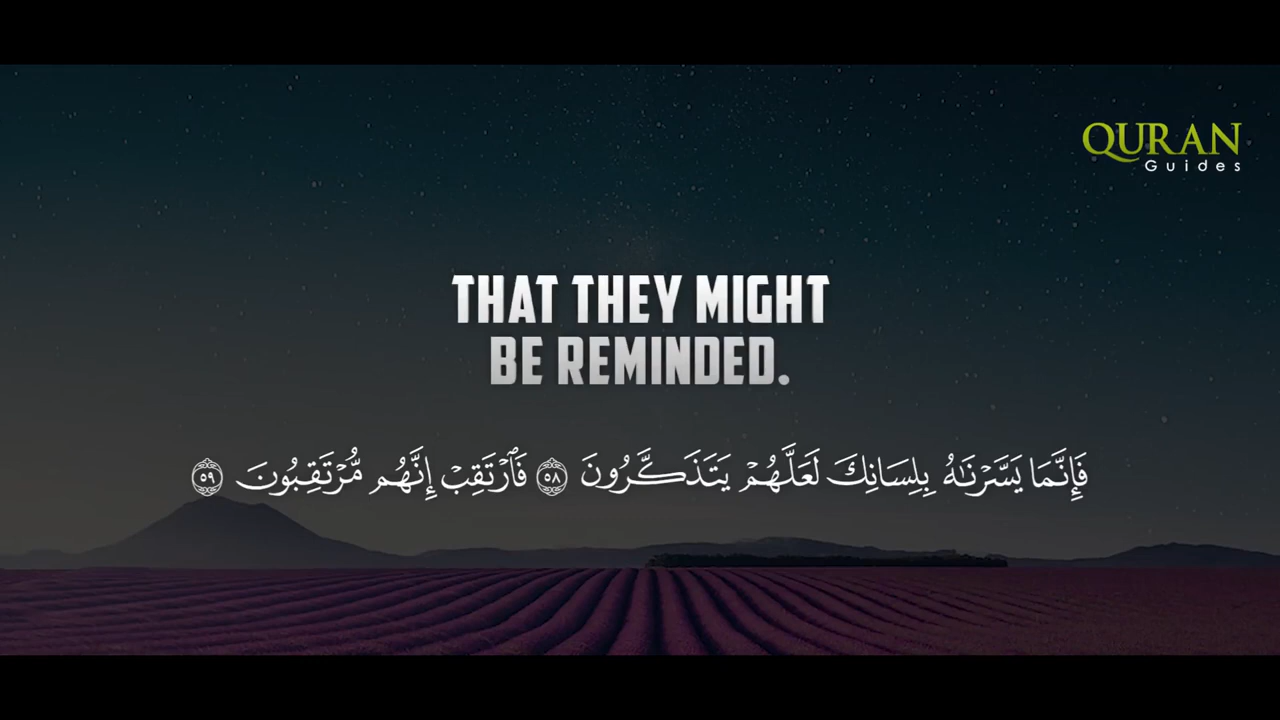 QURAN
Guides
THAT THEY MIGHT
BE REMINDED.
فَإِنَّمَا يَسَّرْنَٰهُ بِلِسَانِكَ لَعَلَّهُمْ يَتَذَكَّرُونَ ٥٨ فَٱرْتَقِبْ إِنَّهُم مُّرْتَقِبُونَ ٥٩